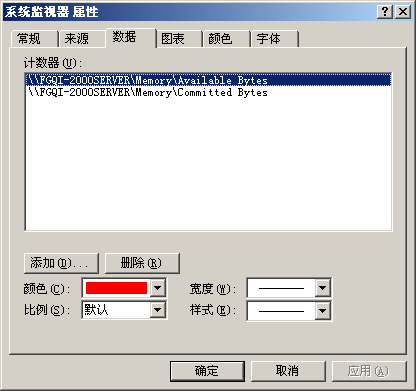 系统监视器 属性
常规 来源 数据 图表 颜色 字体
计数器(U):
\\FGQI-2000SERVER\Memory\Available Bytes
\\FGQI-2000SERVER\Memory\Committed Bytes
添加(D)... 删除(R)
颜色(C): 宽度(W):
比例(S): 默认 样式(E):
确定 取消 应用(A)